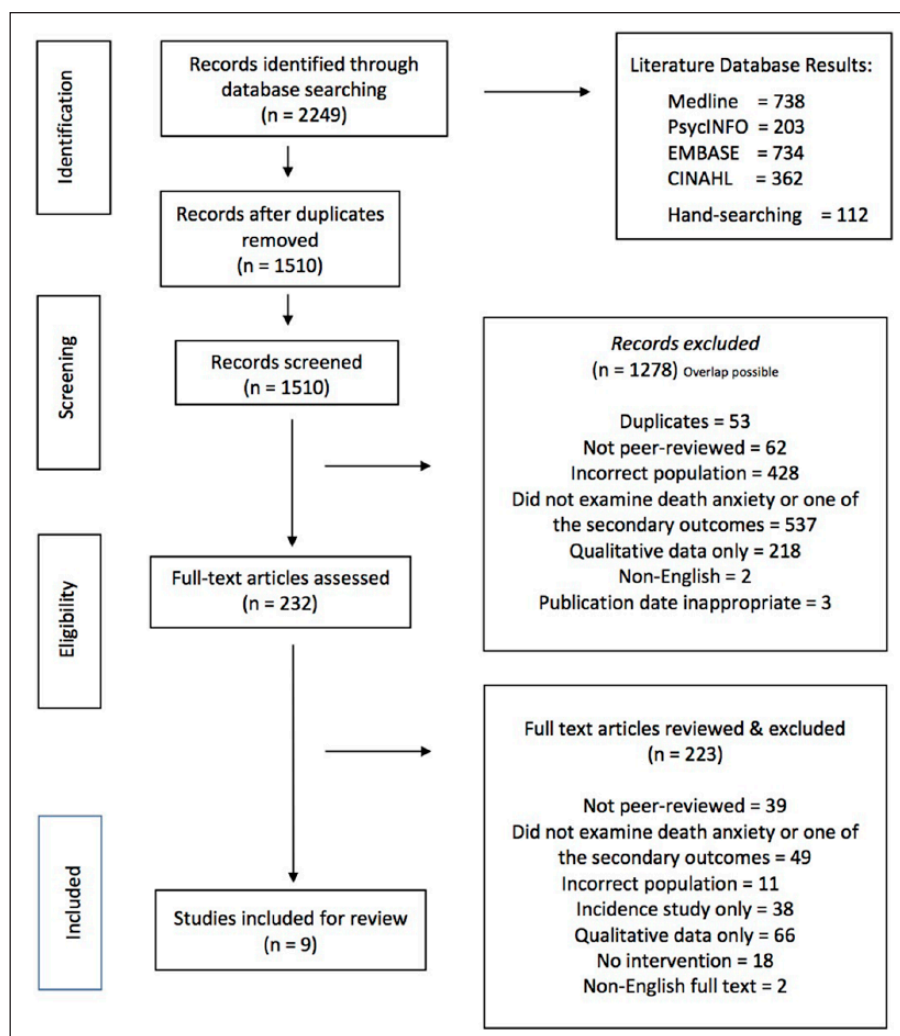 Identification
Records identified through
database searching
(n = 2249)
Literature Database Results:
Medline = 738
PsycINFO = 203
EMBASE = 734
CINAHL = 362
Hand-searching = 112
Records after duplicates
removed
(n = 1510)
Screening
Records screened
(n = 1510)
Records excluded
(n = 1278) Overlap possible
Duplicates = 53
Not peer-reviewed = 62
Incorrect population = 428
Did not examine death anxiety or one of
the secondary outcomes = 537
Qualitative data only = 218
Non-English = 2
Publication date inappropriate = 3
Eligibility
Full-text articles assessed
(n = 232)
Full text articles reviewed & excluded
(n = 223)
Not peer-reviewed = 39
Did not examine death anxiety or one of
the secondary outcomes = 49
Incorrect population = 11
Incidence study only = 38
Qualitative data only = 66
No intervention = 18
Non-English full text = 2
Included
Studies included for review
(n = 9)